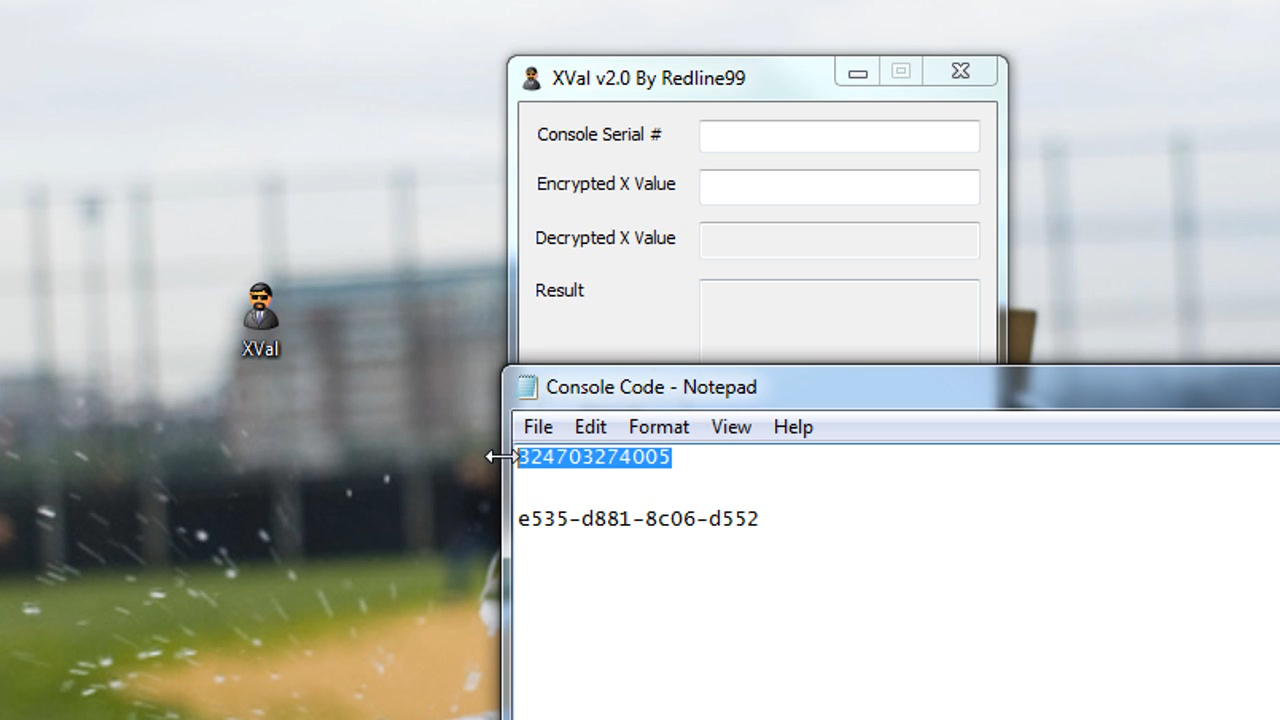 XVal v2.0 By Redline99
Console Serial #
Encrypted X Value
Decrypted X Value
Result
XVal
Console Code - Notepad
File Edit Format View Help
324703274005
e535-d881-8c06-d552